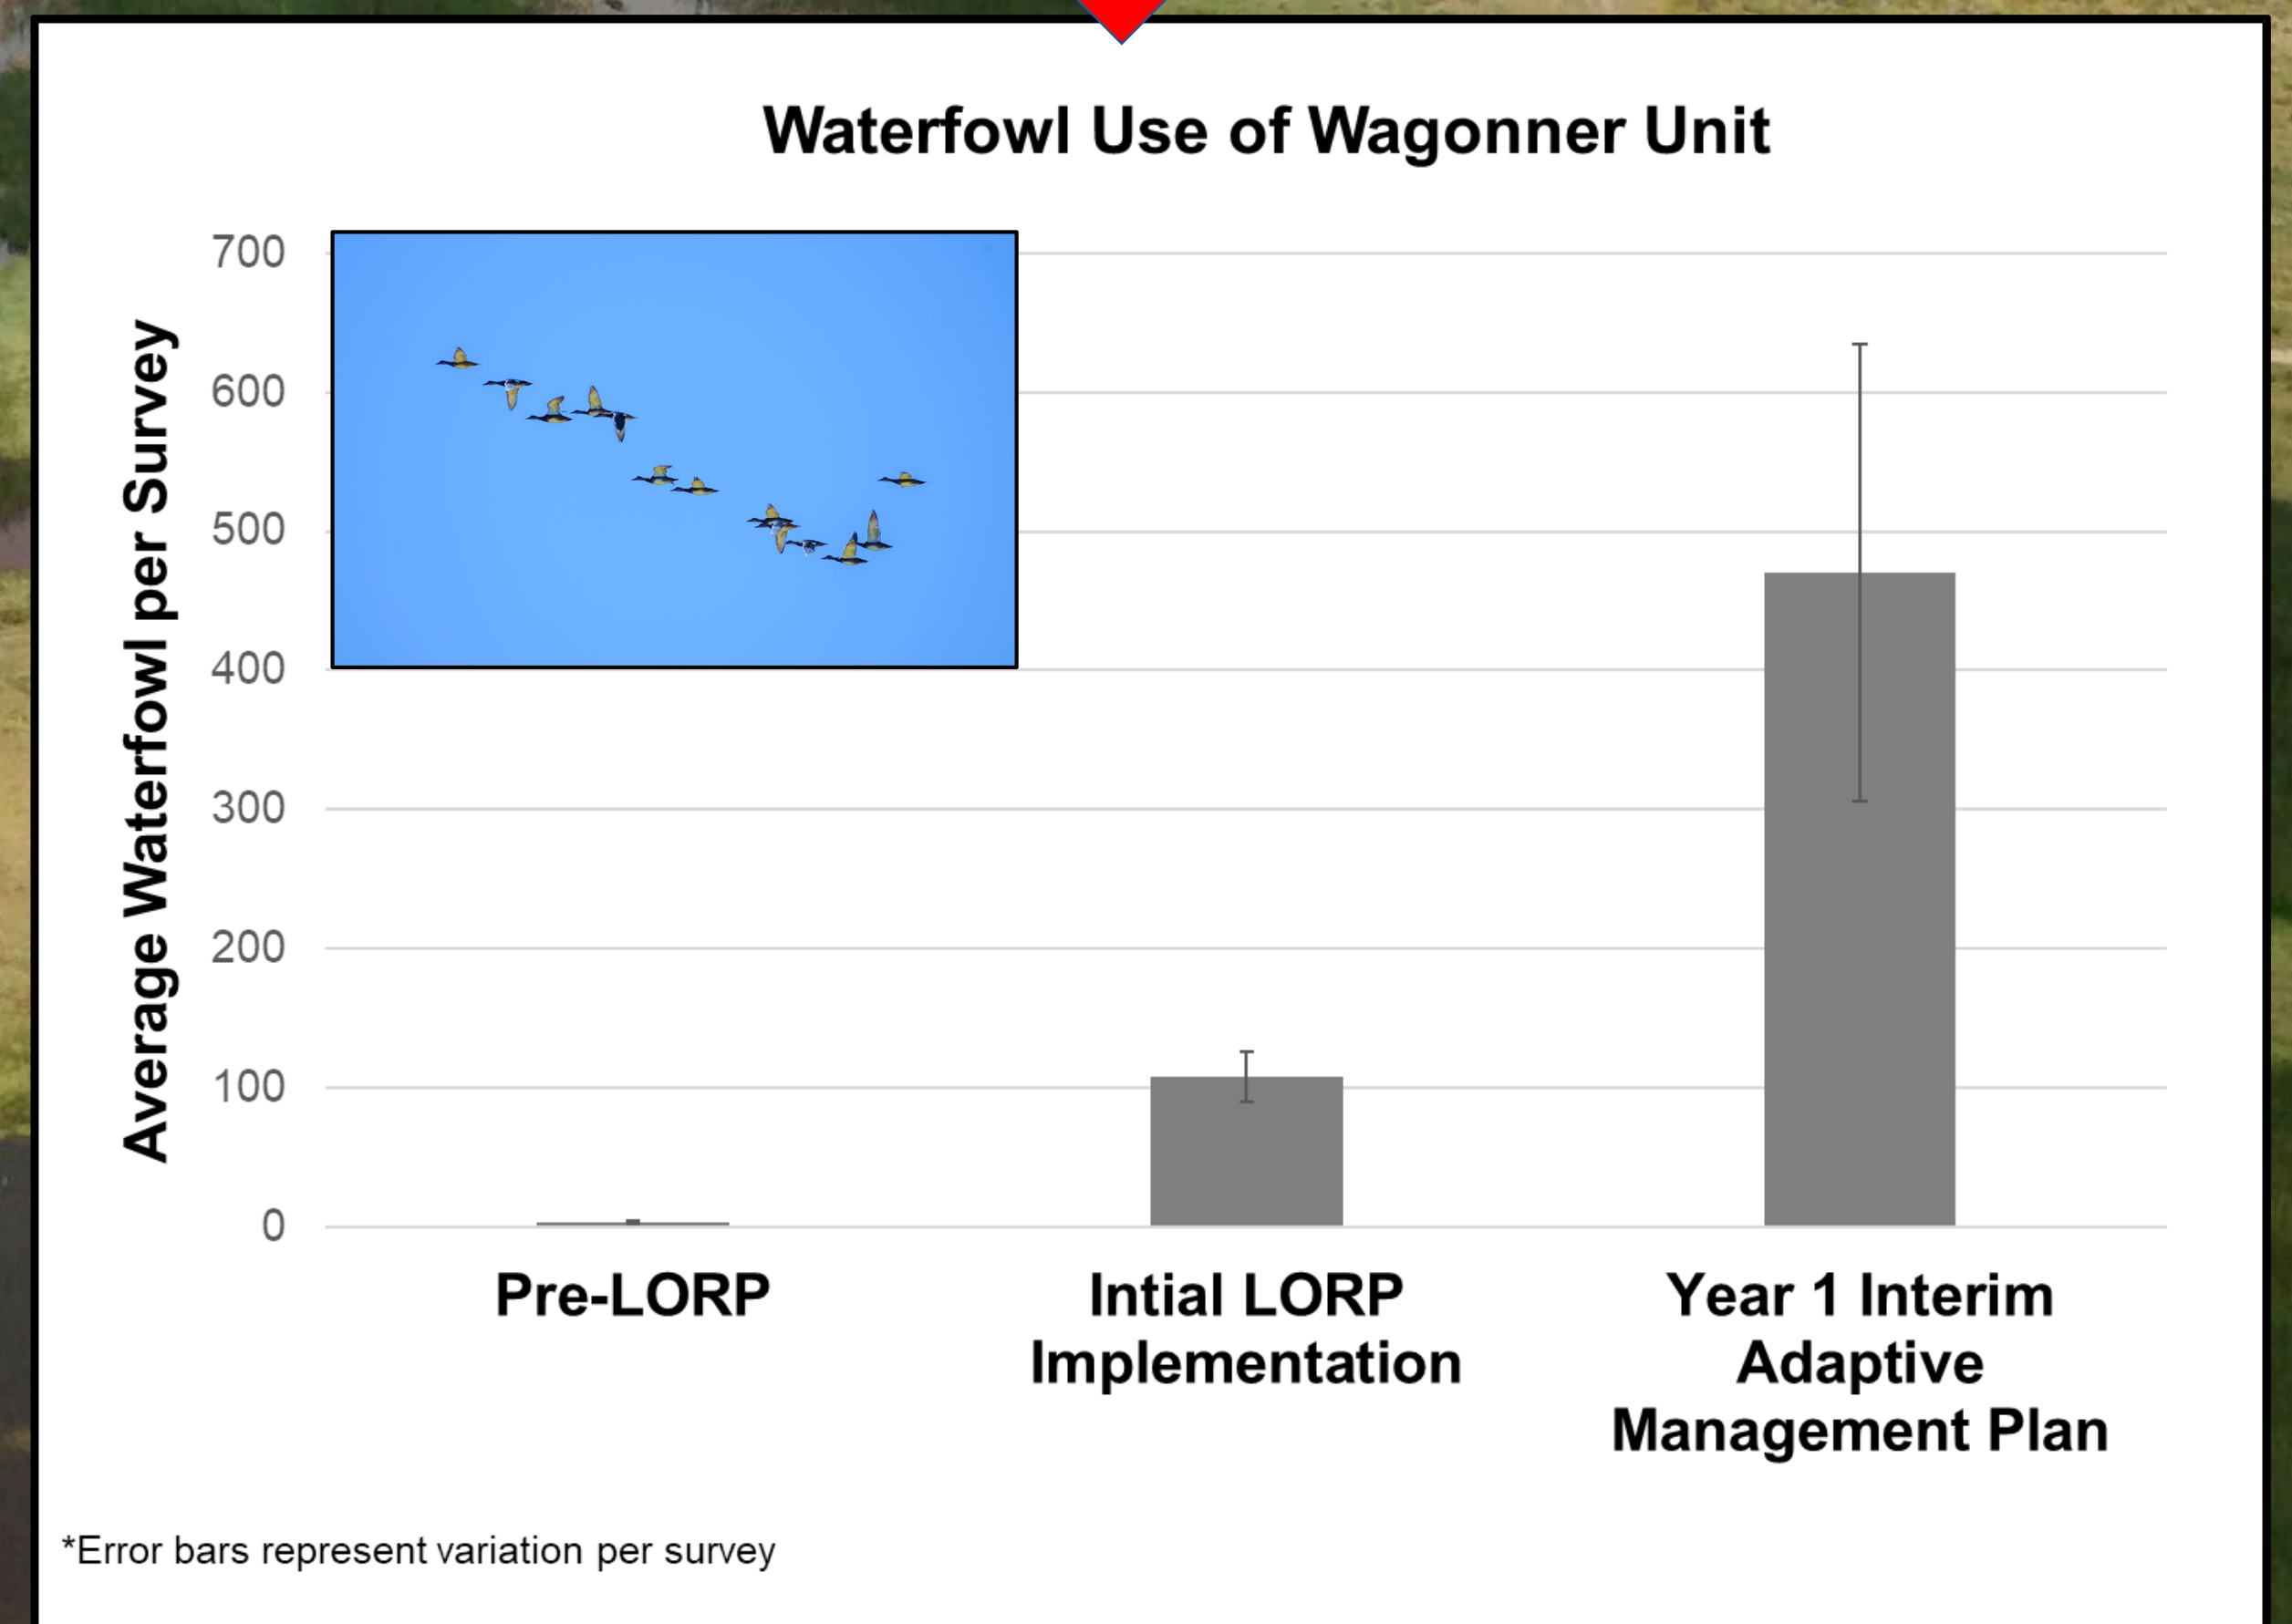 Waterfowl Use of Wagonner Unit
Average Waterfowl per Survey
700
600
500
400
300
200
100
0
Pre-LORP
Intial LORP
Implementation
Year 1 Interim
Adaptive
Management Plan
*Error bars represent variation per survey